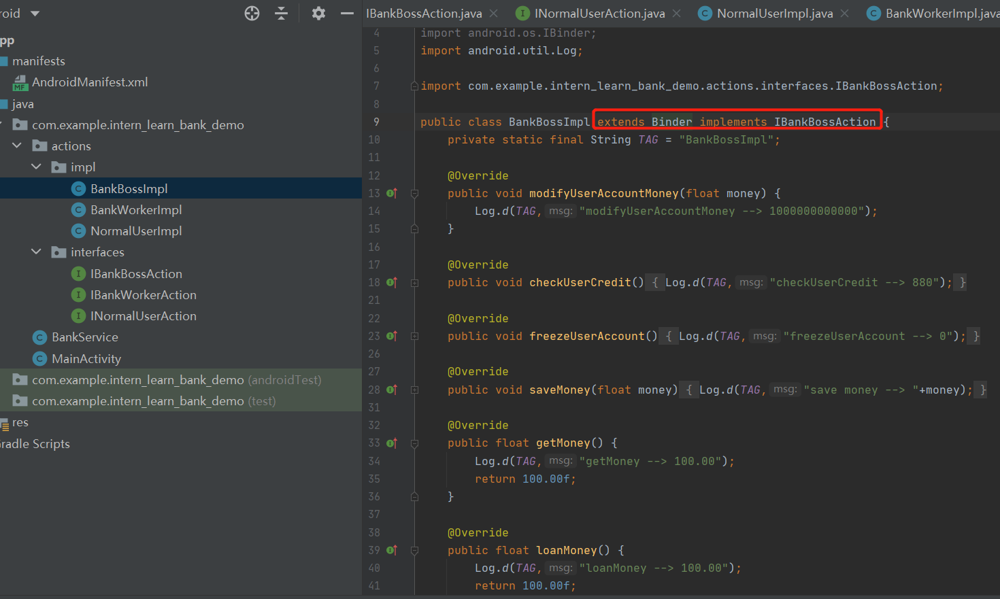 roid
pp
manifests
AndroidManifest.xml
java
com.example.intern_learn_bank_demo
actions
impl
BankBossImpl
BankWorkerImpl
NormalUserImpl
interfaces
IBankBossAction
IBankWorkerAction
INormalUserAction
BankService
MainActivity
com.example.intern_learn_bank_demo (androidTest)
com.example.intern_learn_bank_demo (test)
res
radle Scripts
IBankBossAction.java INormalUserAction.java NormalUserImpl.java BankWorkerImpl.java
4 import android.os.IBinder;
5 import android.util.Log;
6
7 import com.example.intern_learn_bank_demo.actions.interfaces.IBankBossAction;
8
9 public class BankBossImpl extends Binder implements IBankBossAction {
10 private static final String TAG = "BankBossImpl";
11
12 @Override
13 public void modifyUserAccountMoney(float money) {
14 Log.d(TAG, msg: "modifyUserAccountMoney --> 1000000000000");
15 }
16
17 @Override
18 public void checkUserCredit() { Log.d(TAG, msg: "checkUserCredit --> 880"); }
21
22 @Override
23 public void freezeUserAccount() { Log.d(TAG, msg: "freezeUserAccount --> 0"); }
26
27 @Override
28 public void saveMoney(float money) { Log.d(TAG, msg: "save money --> "+money); }
31
32 @Override
33 public float getMoney() {
34 Log.d(TAG, msg: "getMoney --> 100.00");
35 return 100.00f;
36 }
37
38 @Override
39 public float loanMoney() {
40 Log.d(TAG, msg: "loanMoney --> 100.00");
41 return 100.00f;